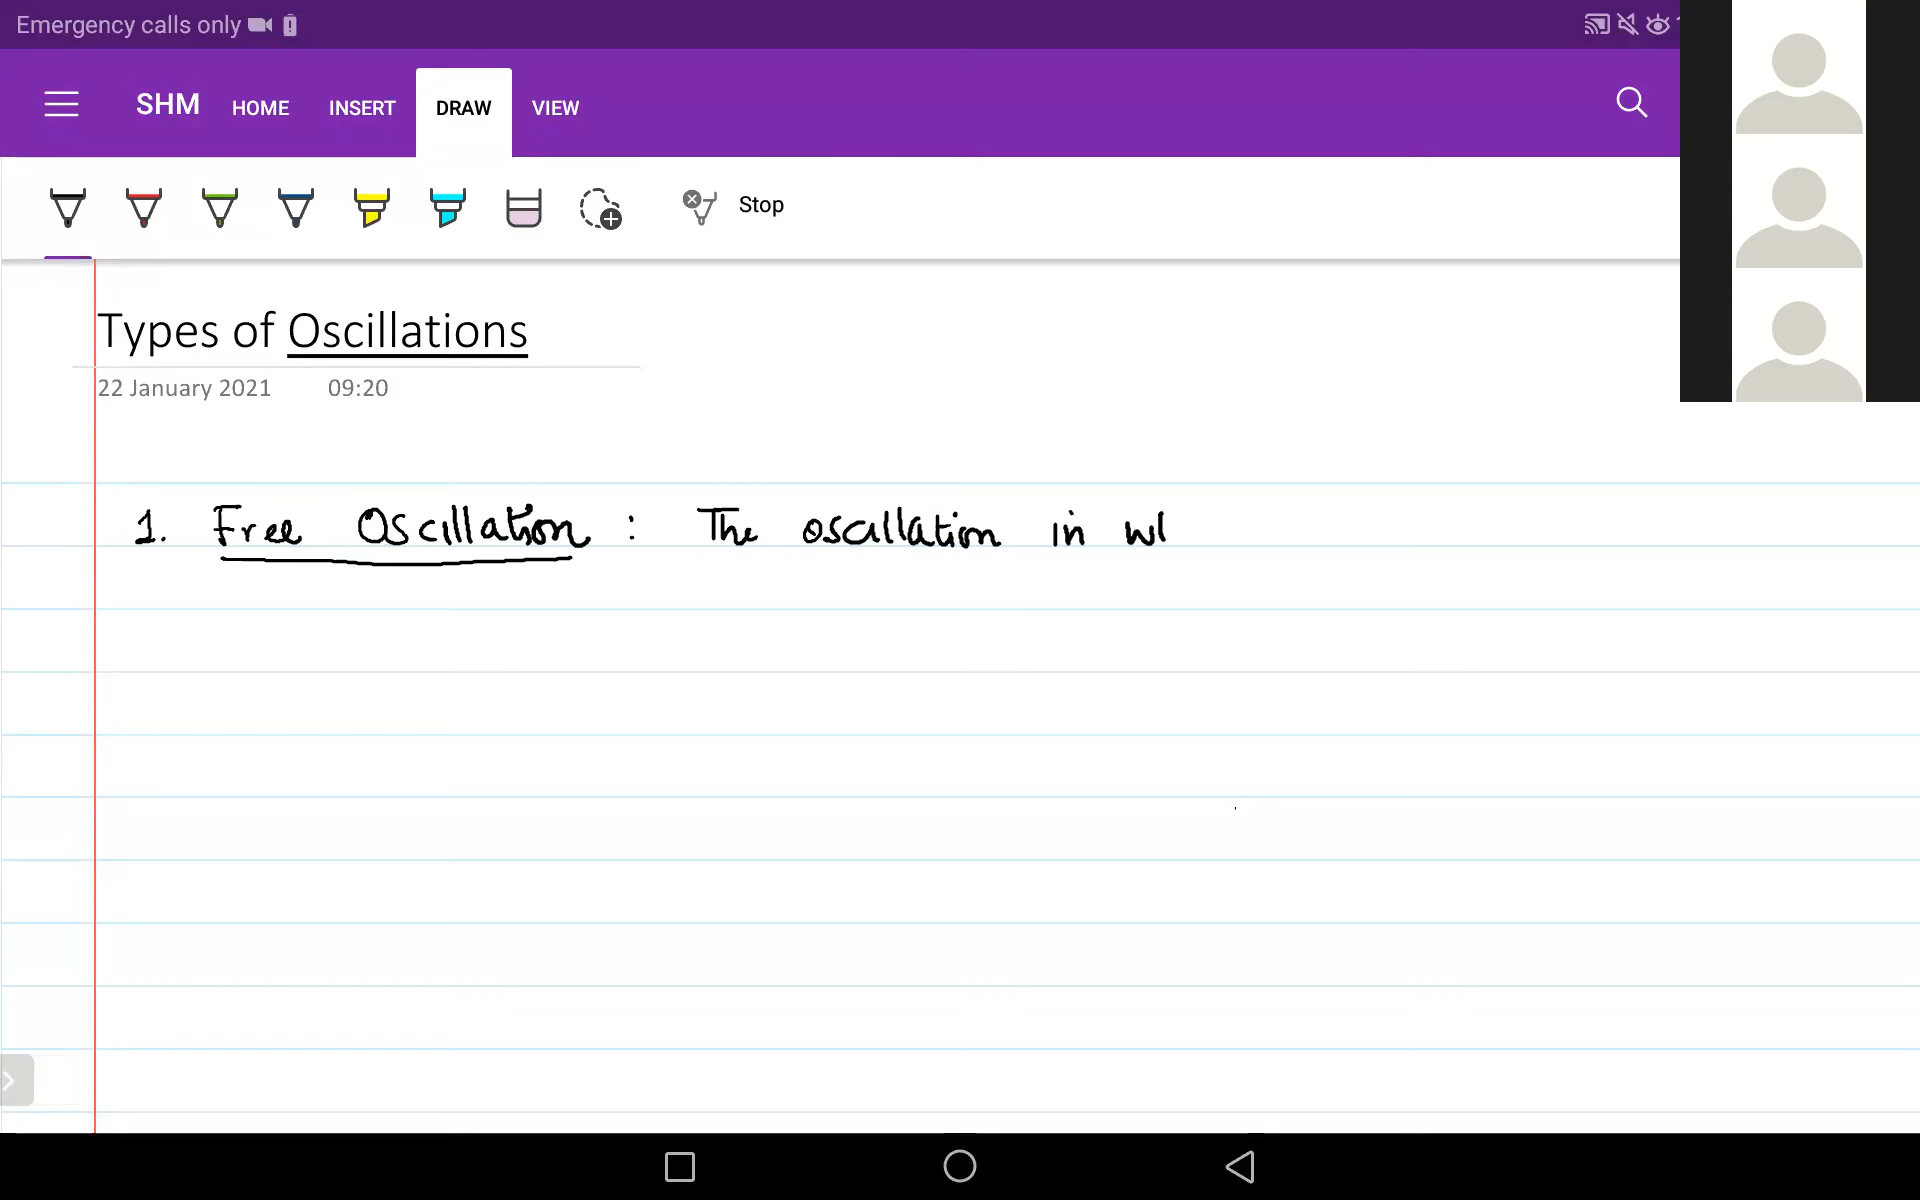 Emergency calls only
SHM HOME INSERT DRAW VIEW
Stop
Types of Oscillations
22 January 2021 09:20
1. Free Oscillation : The oscillation in